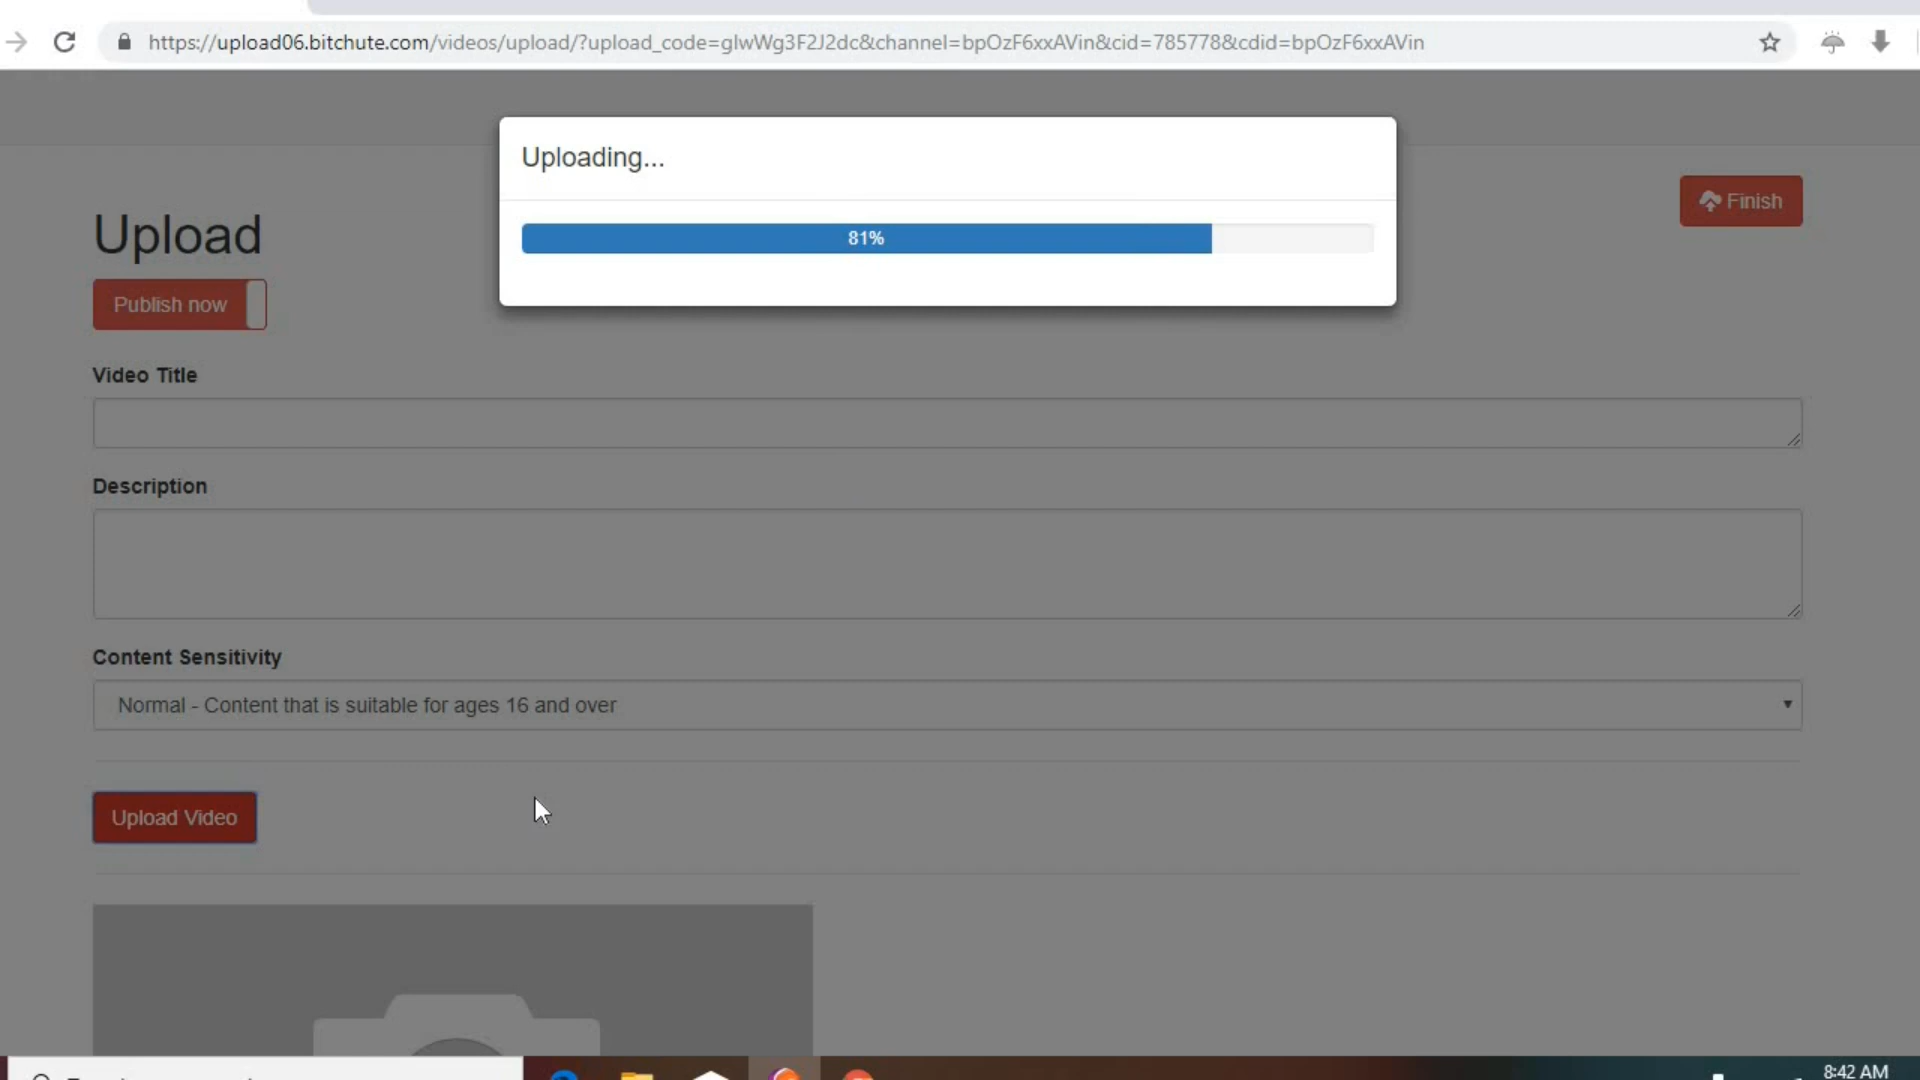 https://upload06.bitchute.com/videos/upload/?upload_code=glwWg3F2J2dc&channel=bpOzF6xxAVin&cid=785778&cdid=bpOzF6xxAVin
Uploading...
81%
Finish
Upload
Publish now
Video Title
Description
Content Sensitivity
Normal - Content that is suitable for ages 16 and over
Upload Video
8:42 AM